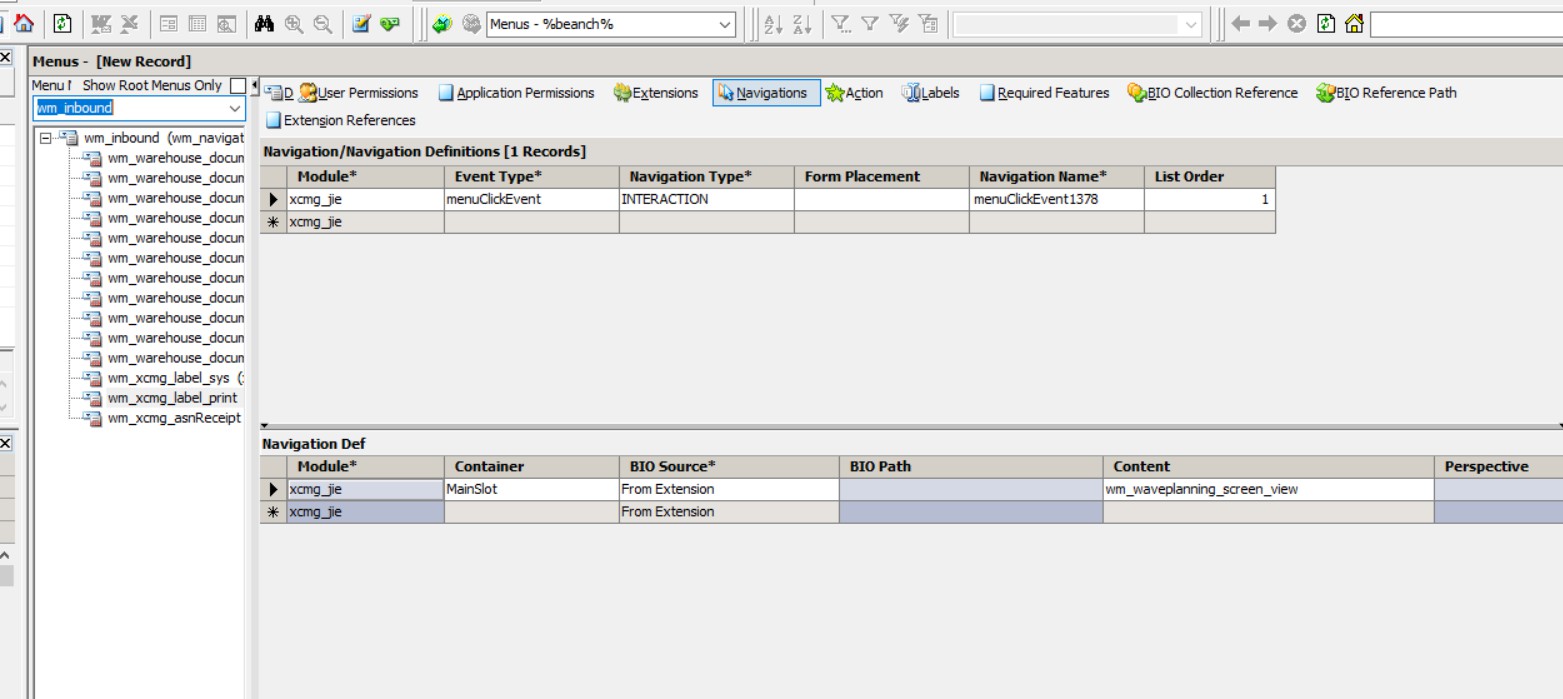 Menus - %beanch%
Menus - [New Record]
Menu I Show Root Menus Only
wm_inbound
wm_inbound (wm_navigat
wm_warehouse_docun
wm_warehouse_docun
wm_warehouse_docun
wm_warehouse_docun
wm_warehouse_docun
wm_warehouse_docun
wm_warehouse_docun
wm_warehouse_docun
wm_warehouse_docun
wm_warehouse_docun
wm_warehouse_docun
wm_xcmg_label_sys (:
wm_xcmg_label_print
wm_xcmg_asnReceipt
D User Permissions Application Permissions Extensions Navigations Action Labels Required Features BIO Collection Reference BIO Reference Path
Extension References
Navigation/Navigation Definitions [1 Records]
Module* Event Type* Navigation Type* Form Placement Navigation Name* List Order
xcmg_jie menuClickEvent INTERACTION menuClickEvent1378 1
xcmg_jie
Navigation Def
Module* Container BIO Source* BIO Path Content Perspective
xcmg_jie MainSlot From Extension wm_waveplanning_screen_view
xcmg_jie From Extension